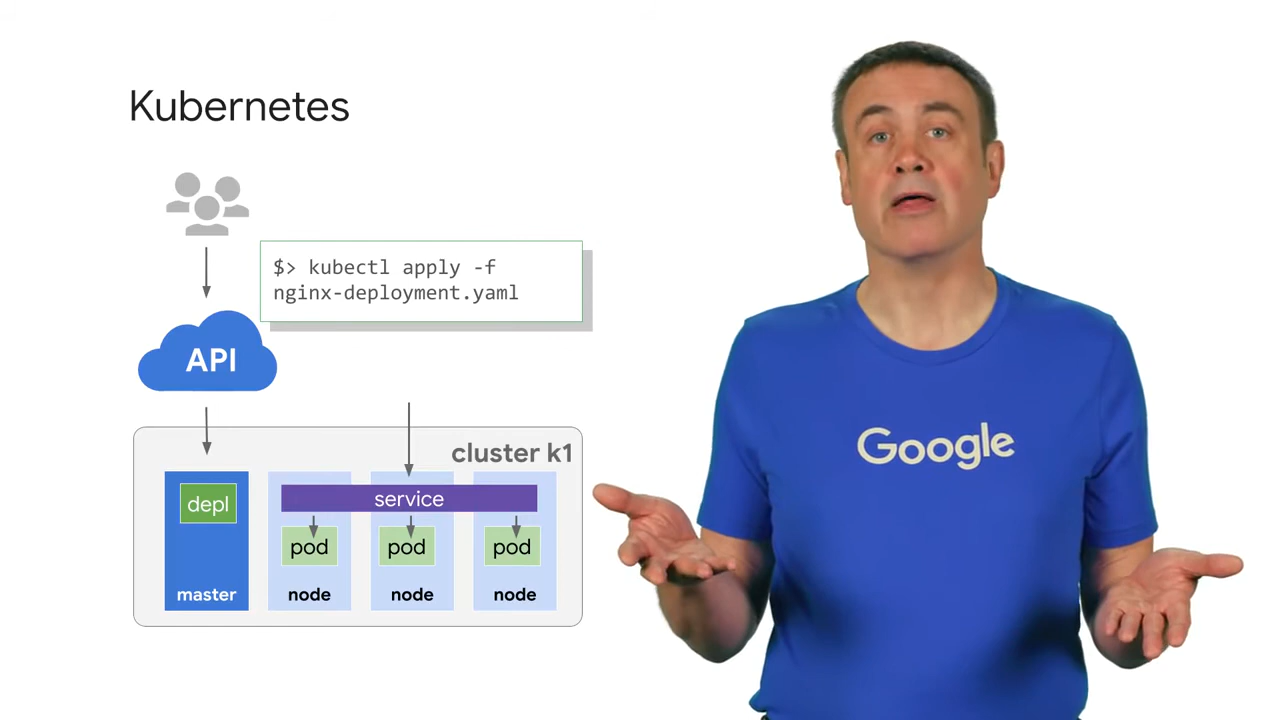 Kubernetes
$> kubectl apply -f
nginx-deployment.yaml
API
cluster k1
depl
service
pod
pod
pod
master
node
node
node
Google